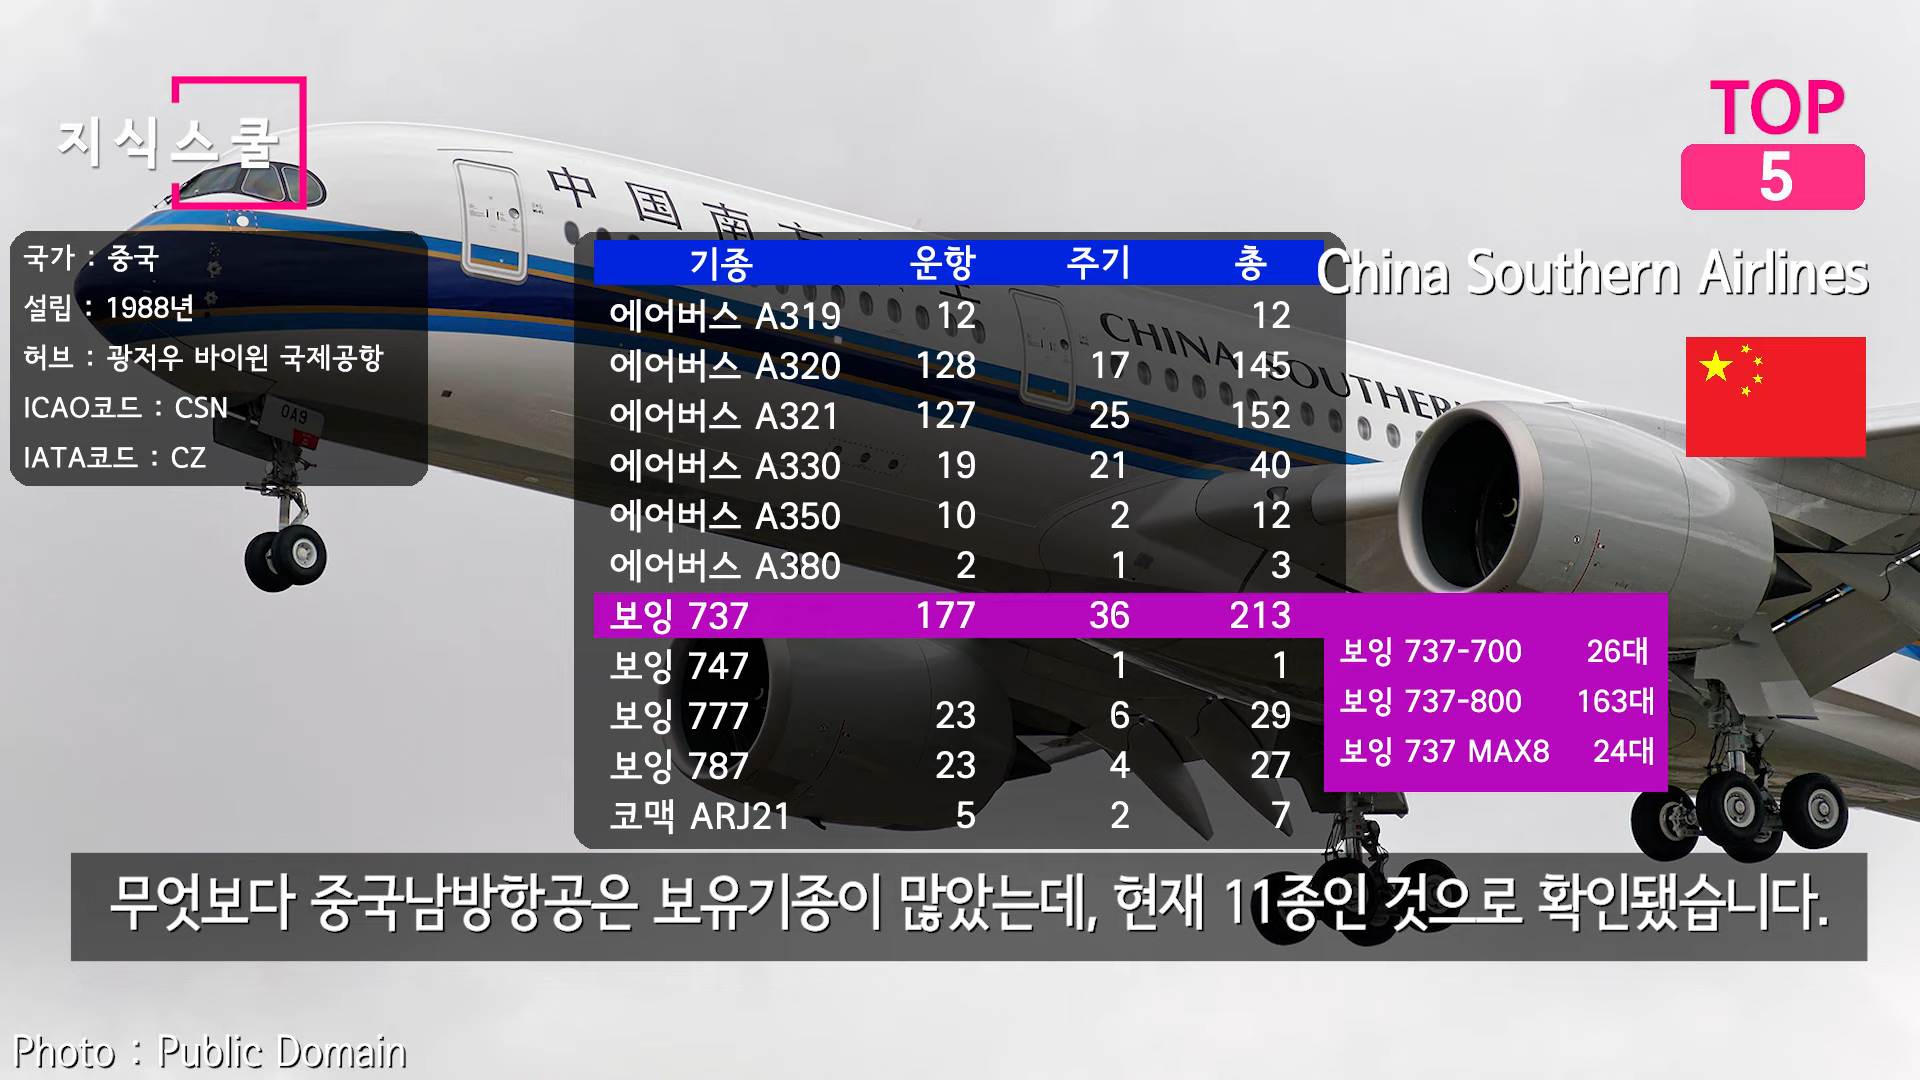 지식스쿨
TOP
5
China Southern Airlines
국가 : 중국
설립 : 1988년
허브 : 광저우 바이윈 국제공항
ICAO코드 : CSN
IATA코드 : CZ
中国南方
CHINA SOUTHERN
0A9
기종 운항 주기 총
에어버스 A319 12 12
에어버스 A320 128 17 145
에어버스 A321 127 25 152
에어버스 A330 19 21 40
에어버스 A350 10 2 12
에어버스 A380 2 1 3
보잉 737 177 36 213
보잉 747 1 1
보잉 777 23 6 29
보잉 787 23 4 27
코맥 ARJ21 5 2 7
보잉 737-700 26대
보잉 737-800 163대
보잉 737 MAX8 24대
무엇보다 중국남방항공은 보유기종이 많았는데, 현재 11종인 것으로 확인됐습니다.
Photo : Public Domain